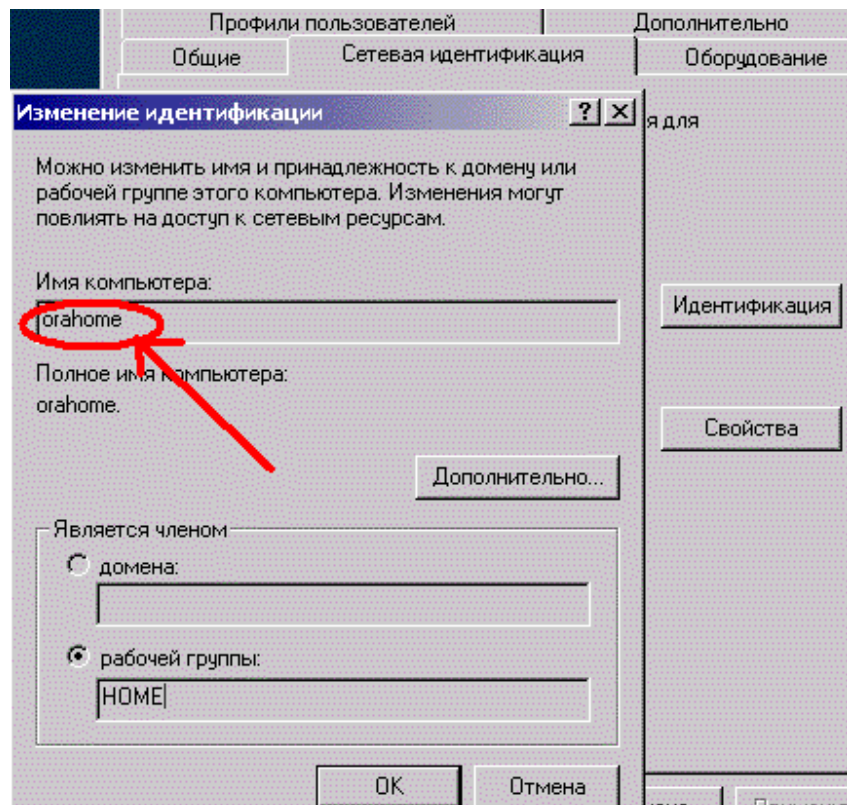 Профили пользователей
Дополнительно
Общие
Сетевая идентификация
Оборудование
Изменение идентификации
я для
Можно изменить имя и принадлежность к домену или
рабочей группе этого компьютера. Изменения могут
повлиять на доступ к сетевым ресурсам.
Имя компьютера:
orahome
Идентификация
Полное имя компьютера:
orahome.
Свойства
Дополнительно...
Является членом
домена:
рабочей группы:
HOME
OK
Отмена